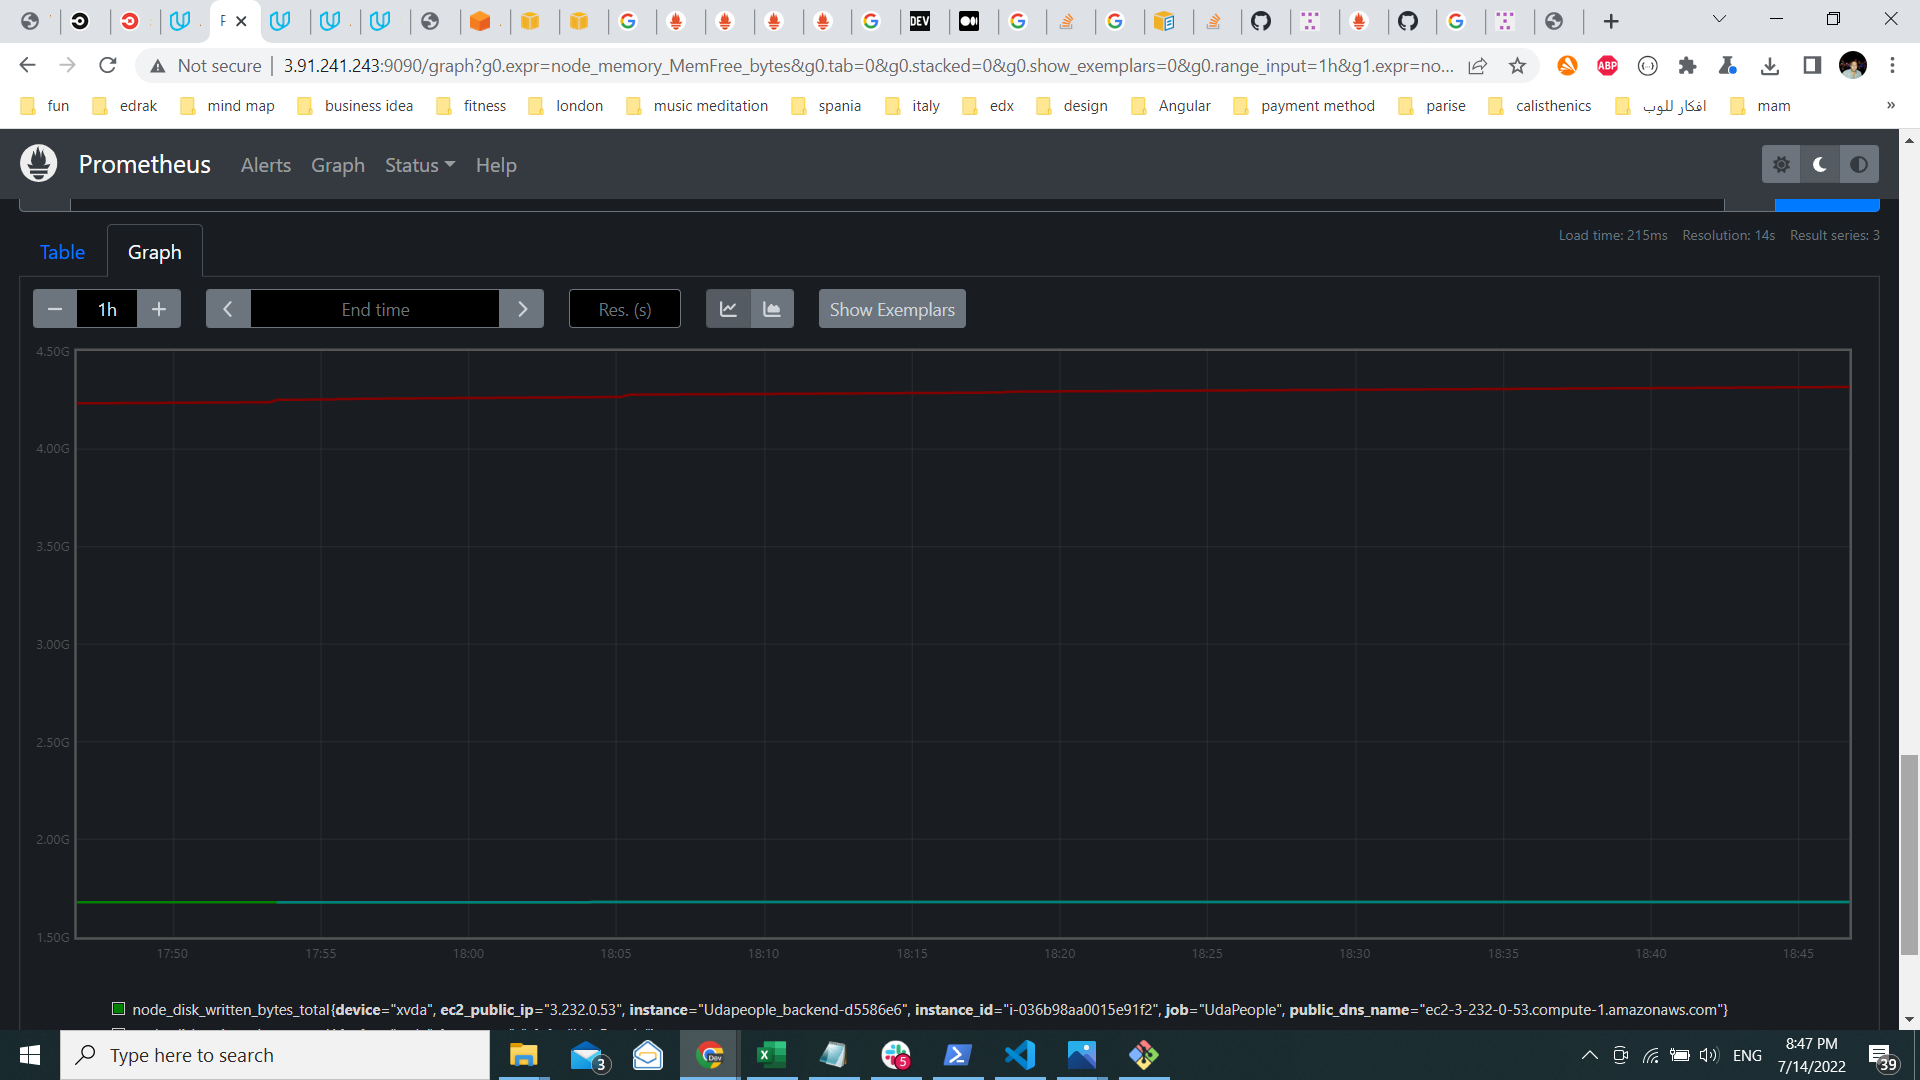 F
DEV
Not secure | 3.91.241.243:9090/graph?g0.expr=node_memory_MemFree_bytes&g0.tab=0&g0.stacked=0&g0.show_exemplars=0&g0.range_input=1h&g1.expr=no...
ABP
fun edrak mind map business idea fitness london music meditation spania italy edx design Angular payment method parise calisthenics افكار للوب mam »
Prometheus Alerts Graph Status Help
Load time: 215ms Resolution: 14s Result series: 3
Table Graph
− 1h + End time Res. (s) Show Exemplars
4.50G
4.00G
3.50G
3.00G
2.50G
2.00G
1.50G
17:50 17:55 18:00 18:05 18:10 18:15 18:20 18:25 18:30 18:35 18:40 18:45
node_disk_written_bytes_total{device="xvda", ec2_public_ip="3.232.0.53", instance="Udapeople_backend-d5586e6", instance_id="i-036b98aa0015e91f2", job="UdaPeople", public_dns_name="ec2-3-232-0-53.compute-1.amazonaws.com"}
Type here to search
3
Dev
5
ENG
8:47 PM
7/14/2022
39